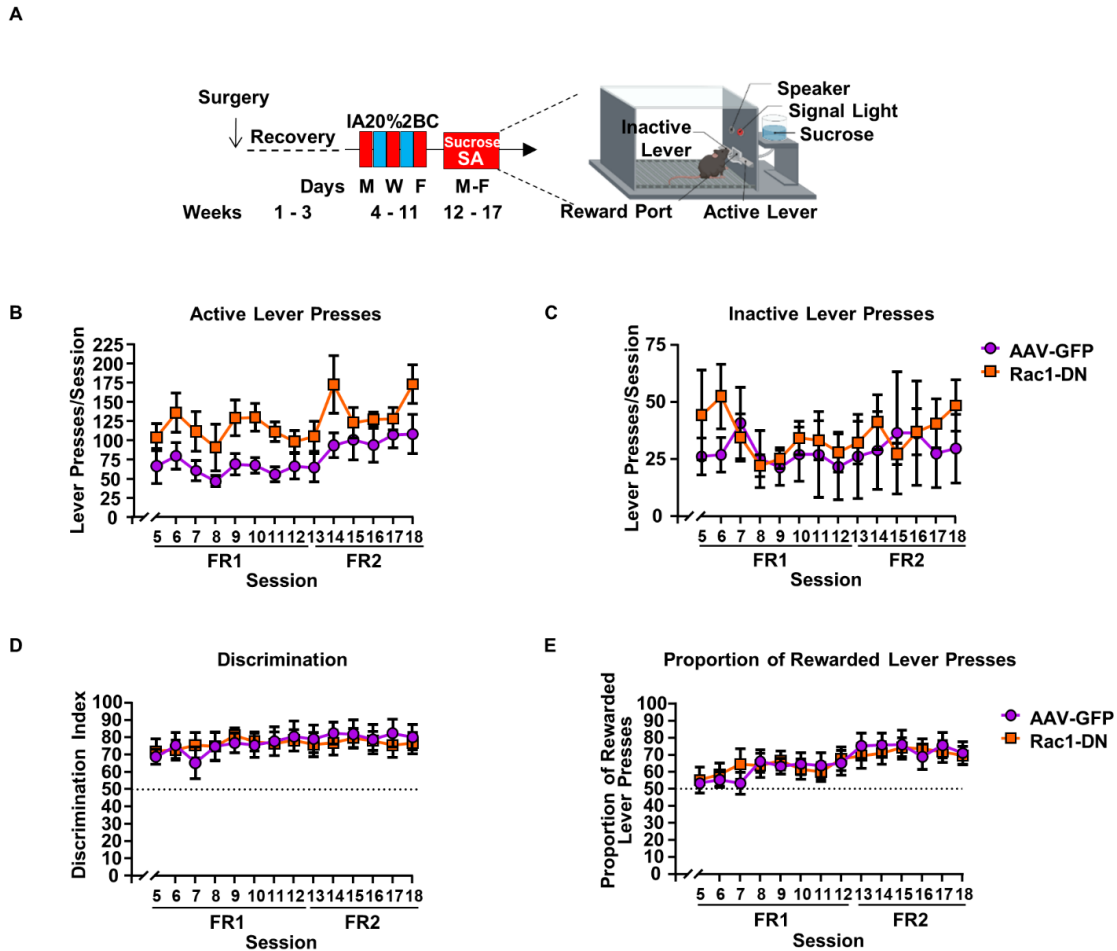 A
Surgery
Recovery
IA20%2BC
Sucrose
SA
Days M W F M-F
Weeks 1 - 3 4 - 11 12 - 17
Speaker
Signal Light
Sucrose
Inactive
Lever
Reward Port
Active Lever
B
Active Lever Presses
Lever Presses/Session
225
200
175
150
125
100
75
50
25
0
5 6 7 8 9 10 11 12 13 14 15 16 17 18
FR1 FR2
Session
C
Inactive Lever Presses
Lever Presses/Session
75
50
25
0
5 6 7 8 9 10 11 12 13 14 15 16 17 18
FR1 FR2
Session
AAV-GFP
Rac1-DN
D
Discrimination
Discrimination Index
100
90
80
70
60
50
40
30
20
10
0
5 6 7 8 9 10 11 12 13 14 15 16 17 18
FR1 FR2
Session
E
Proportion of Rewarded Lever Presses
Proportion of Rewarded
Lever Presses
100
90
80
70
60
50
40
30
20
10
0
5 6 7 8 9 10 11 12 13 14 15 16 17 18
FR1 FR2
Session
AAV-GFP
Rac1-DN